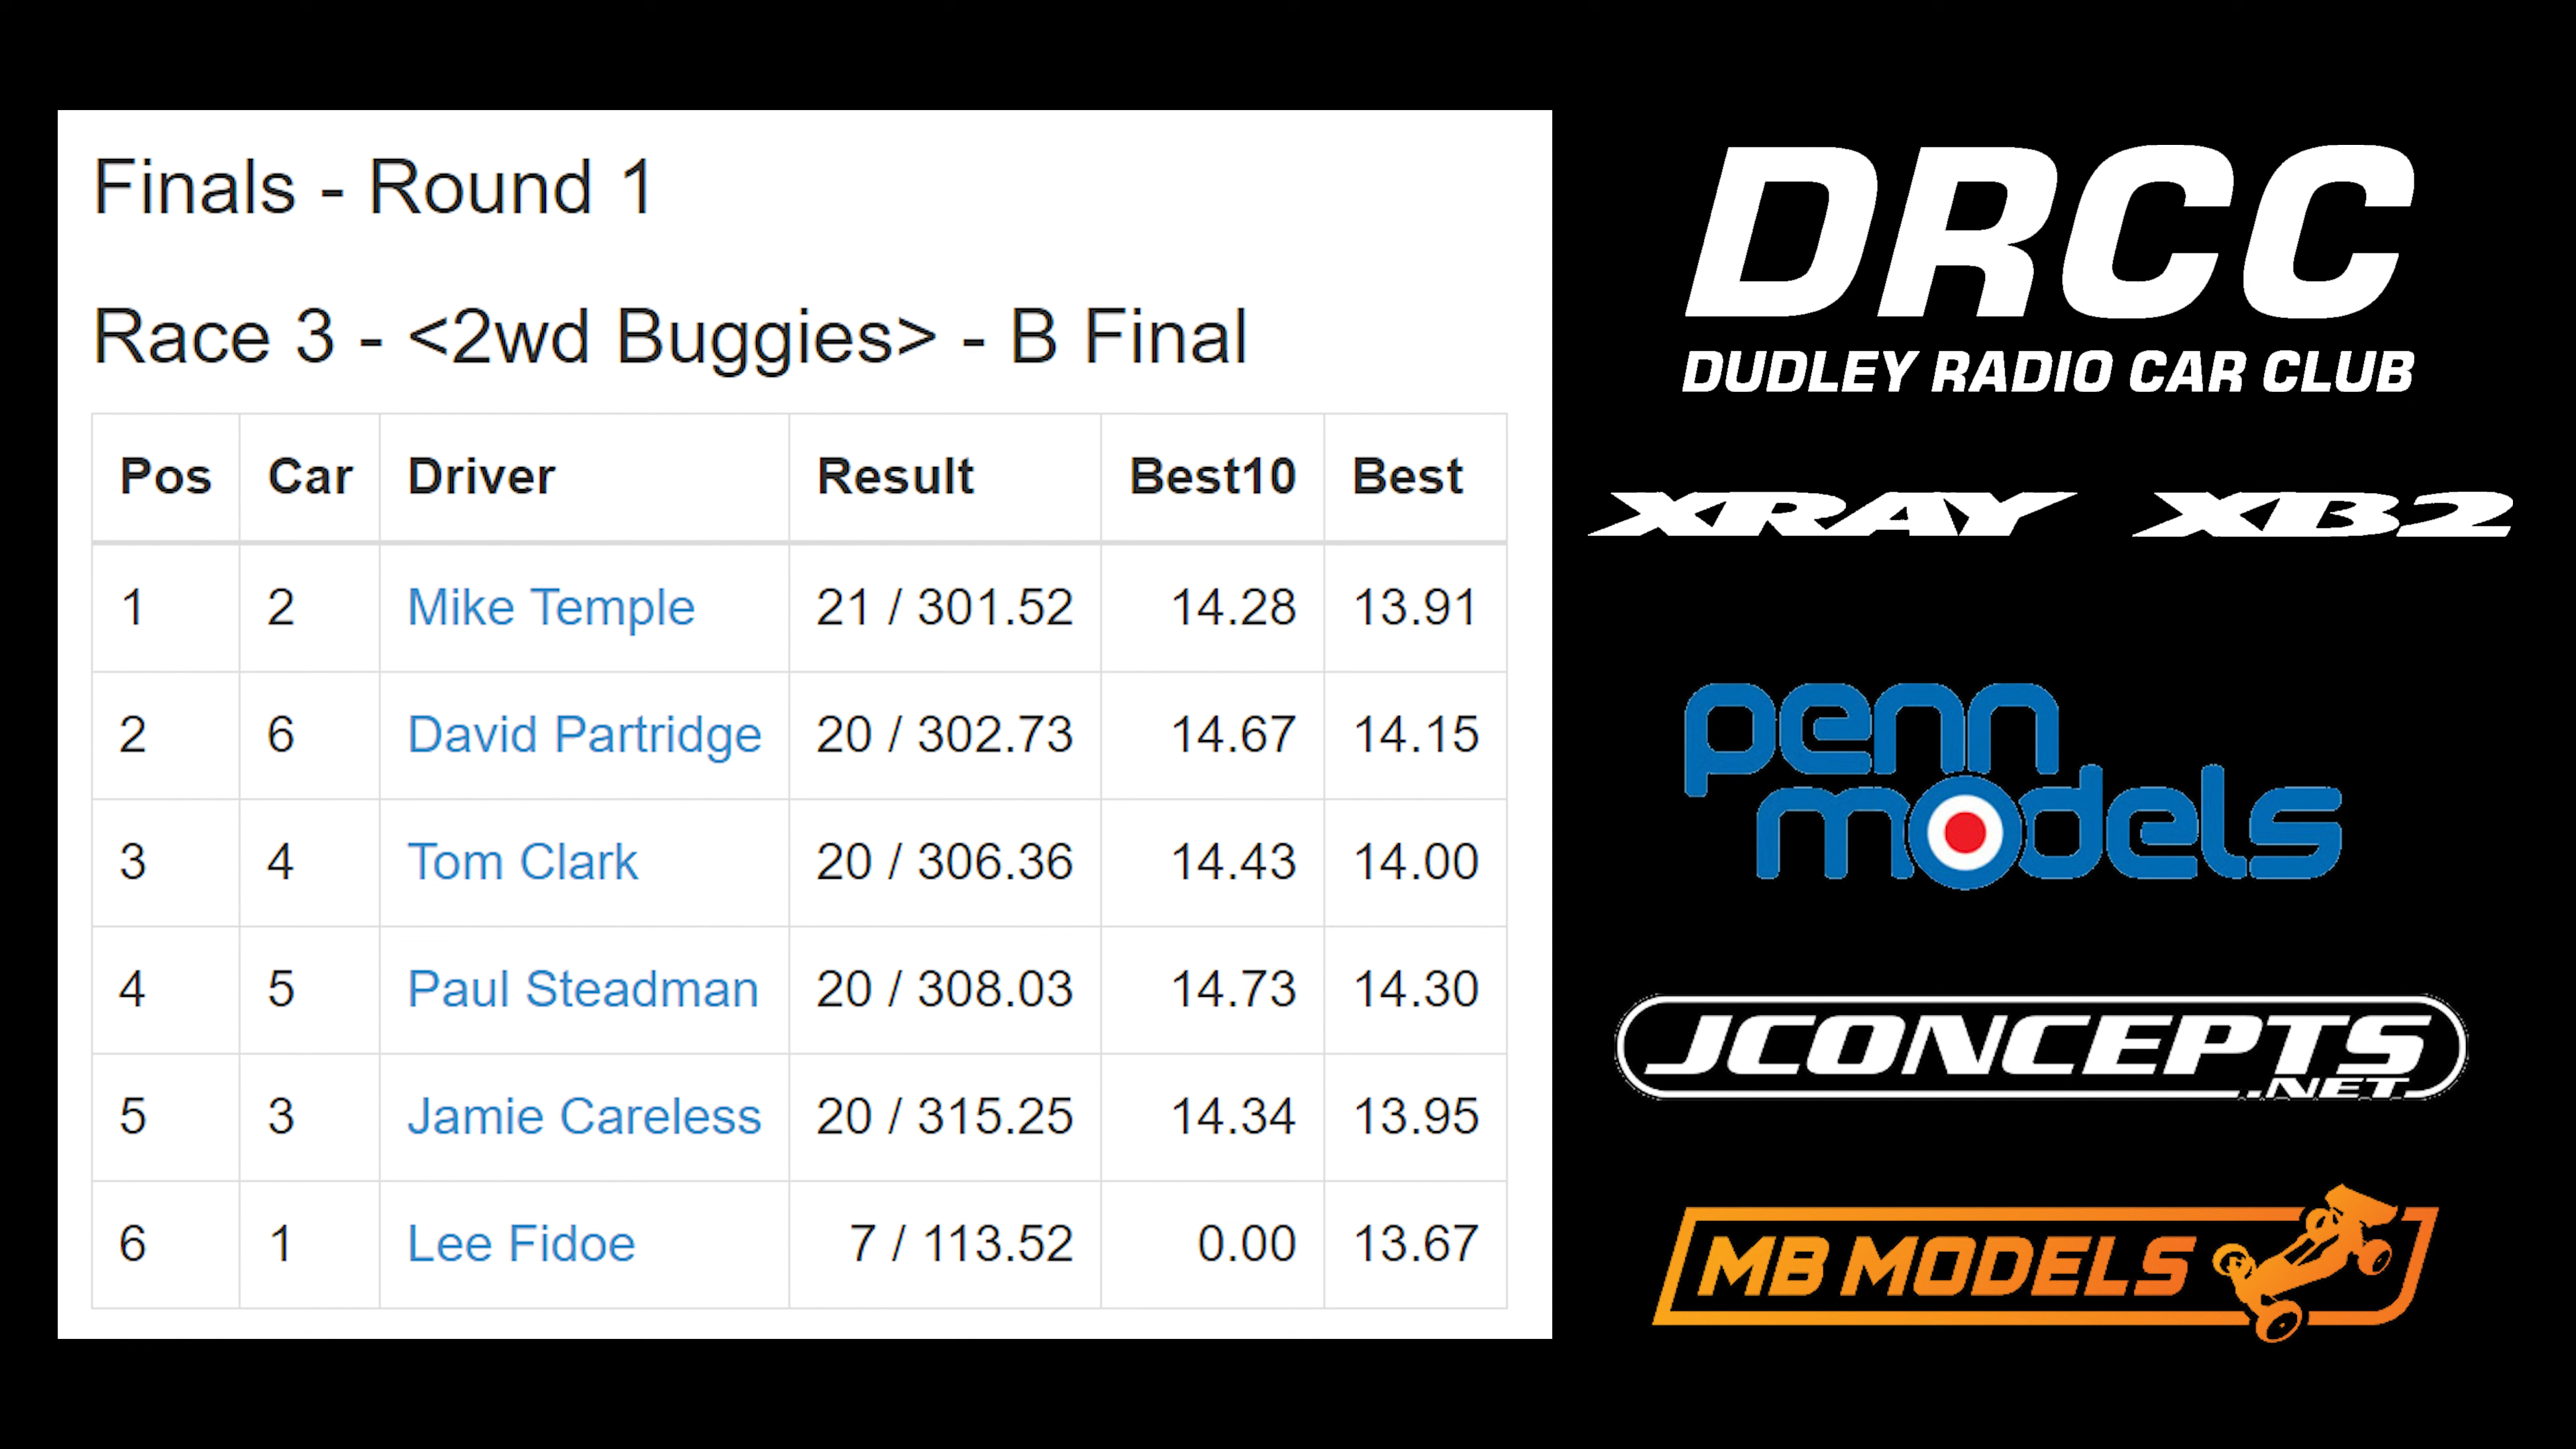 Finals - Round 1
Race 3 - <2wd Buggies> - B Final
Pos Car Driver Result Best10 Best
1 2 Mike Temple 21 / 301.52 14.28 13.91
2 6 David Partridge 20 / 302.73 14.67 14.15
3 4 Tom Clark 20 / 306.36 14.43 14.00
4 5 Paul Steadman 20 / 308.03 14.73 14.30
5 3 Jamie Careless 20 / 315.25 14.34 13.95
6 1 Lee Fidoe 7 / 113.52 0.00 13.67
DRCC
DUDLEY RADIO CAR CLUB
XRAY XB2
penn
models
JCONCEPTS
.NET
MB MODELS